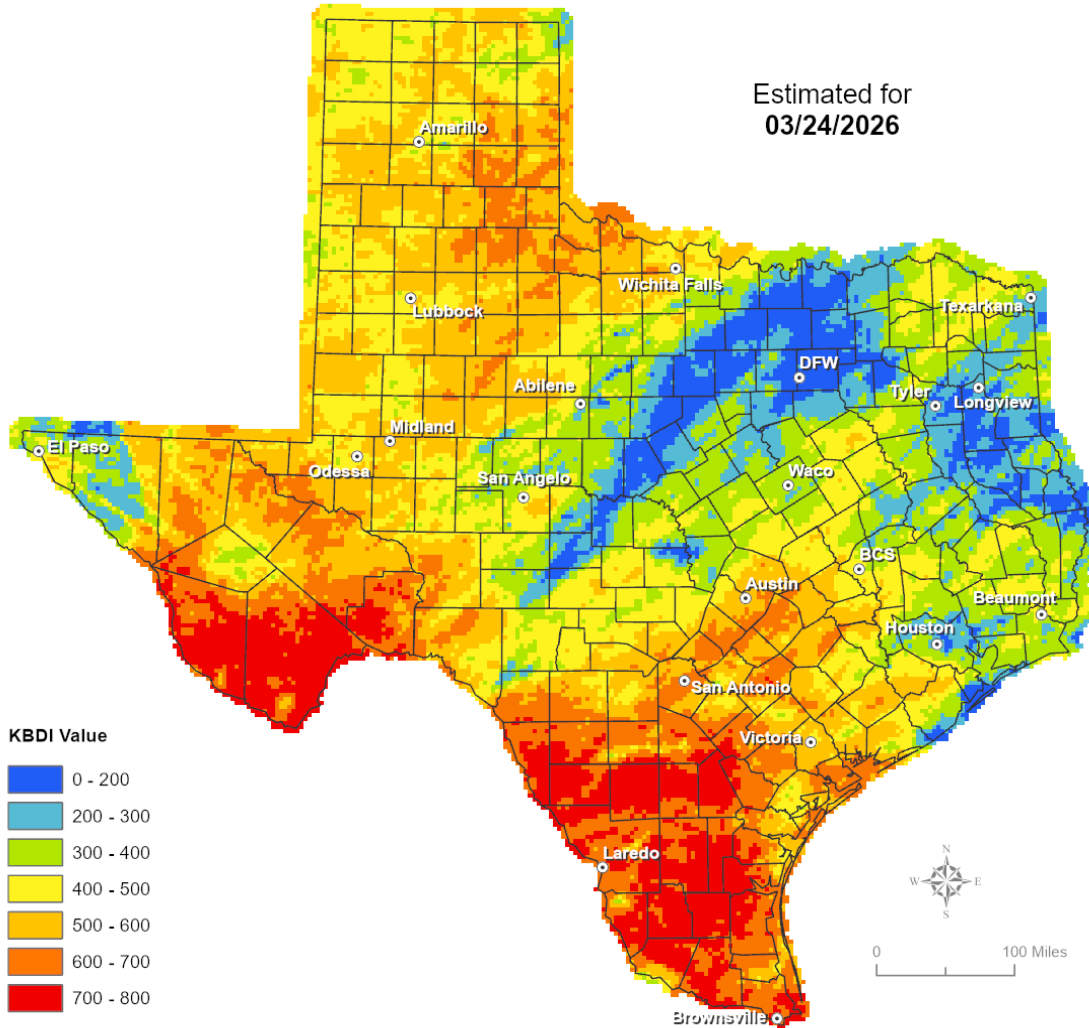 Estimated for
03/24/2026
Amarillo
Wichita Falls
Lubbock
Texarkana
DFW
Abilene
Tyler
Longview
Midland
El Paso
Odessa
San Angelo
Waco
BCS
Austin
Beaumont
Houston
San Antonio
Victoria
KBDI Value
0 - 200
200 - 300
300 - 400
400 - 500
500 - 600
600 - 700
700 - 800
Laredo
Brownsville
N
W E
S
0 100 Miles